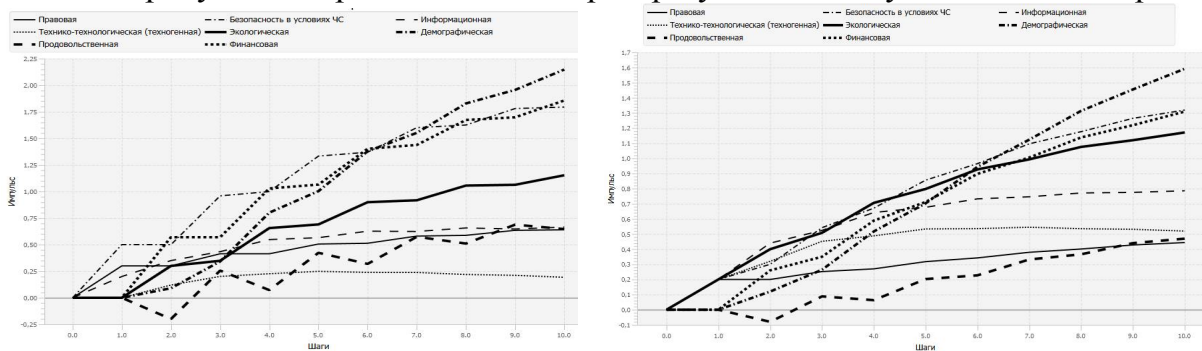 Правовая Безопасность в условиях ЧС Информационная
Технико-технологическая (техногенная) Экологическая Демографическая
Продовольственная Финансовая
2,25
2,00
1,75
1,50
1,25
1,00
0,75
0,50
0,25
0,00
-0,25
Импульс
0.0 1.0 2.0 3.0 4.0 5.0 6.0 7.0 8.0 9.0 10.0
Шаги
Правовая Безопасность в условиях ЧС Информационная
Технико-технологическая (техногенная) Экологическая Демографическая
Продовольственная Финансовая
1,7
1,6
1,5
1,4
1,3
1,2
1,1
1,0
0,9
0,8
0,7
0,6
0,5
0,4
0,3
0,2
0,1
0,0
-0,1
Импульс
0.0 1.0 2.0 3.0 4.0 5.0 6.0 7.0 8.0 9.0 10.0
Шаги